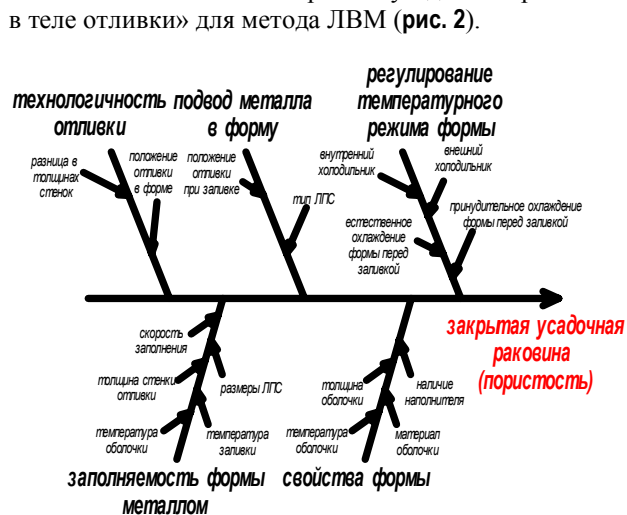 в теле отливки» для метода ЛВМ (рис. 2).
технологичность
отливки
подвод металла
в форму
регулирование
температурного
режима формы
разница в
толщинах
стенок
положение
отливки
в форме
положение
отливки
при заливке
тип ЛПС
внутренний
холодильник
внешний
холодильник
естественное
охлаждение
формы перед
заливкой
принудительное охлаждение
формы перед заливкой
закрытая усадочная
раковина
(пористость)
скорость
заполнения
толщина стенки
отливки
температура
оболочки
размеры ЛПС
температура
заливки
толщина
оболочки
температура
оболочки
наличие
наполнителя
материал
оболочки
заполняемость формы
металлом
свойства формы